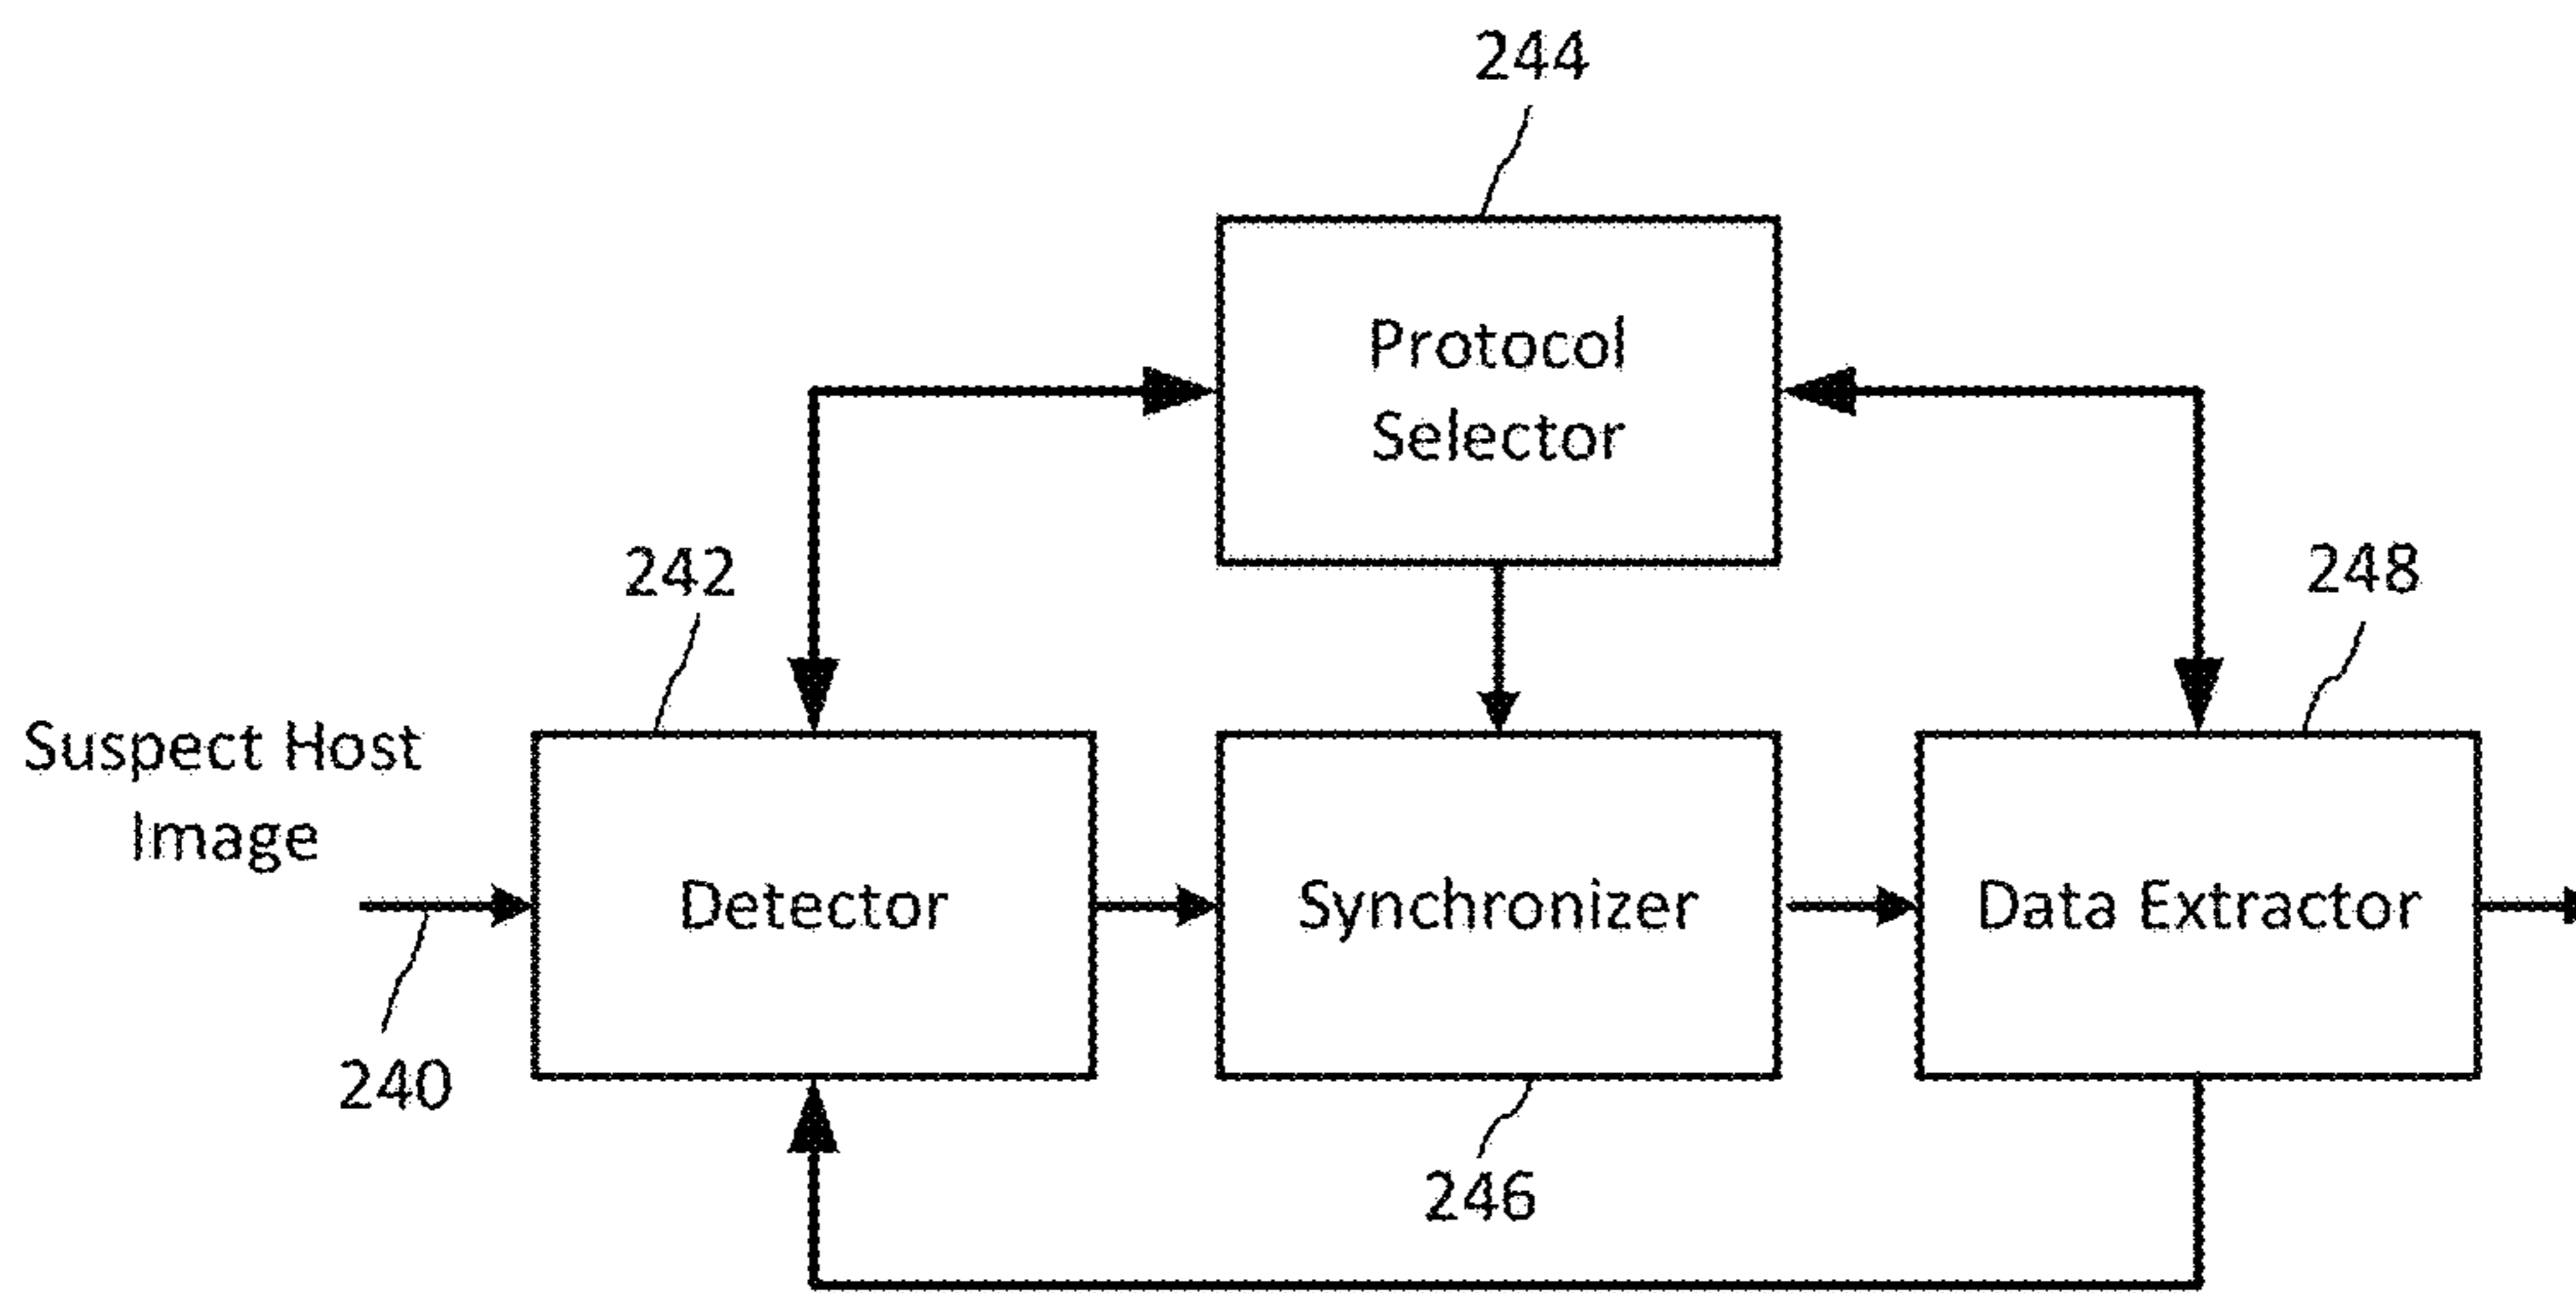 244
Protocol
Selector
242
248
Suspect Host
Image
Detector
Synchronizer
Data Extractor
240
246